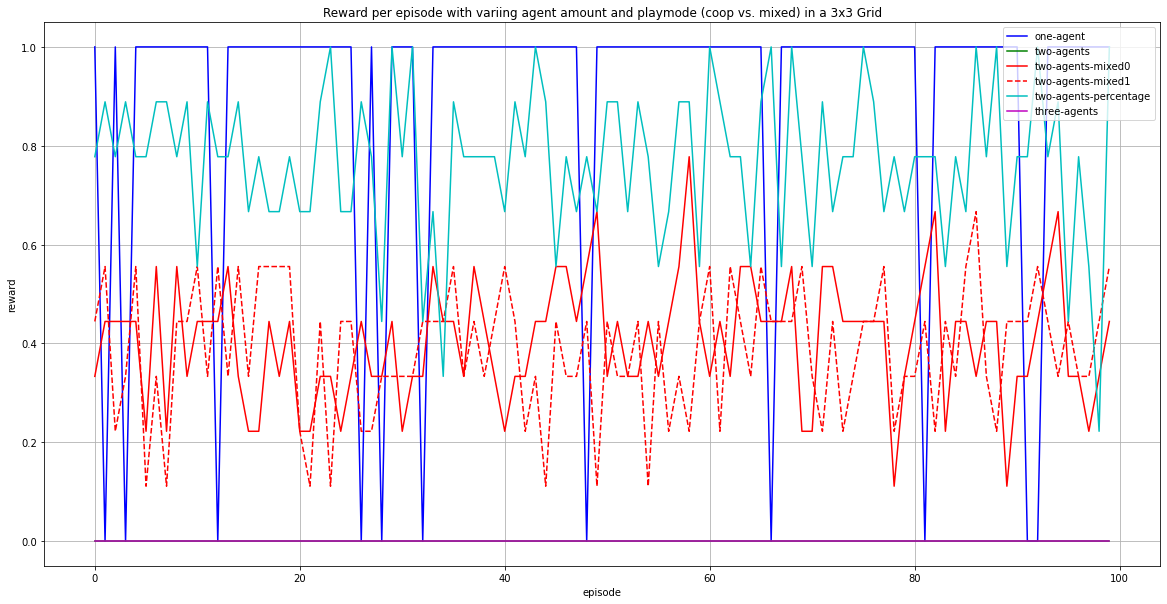 Reward per episode with variing agent amount and playmode (coop vs. mixed) in a 3x3 Grid
one-agent
two-agents
two-agents-mixed0
two-agents-mixed1
two-agents-percentage
three-agents
reward
1.0
0.8
0.6
0.4
0.2
0.0
0
20
40
60
80
100
episode